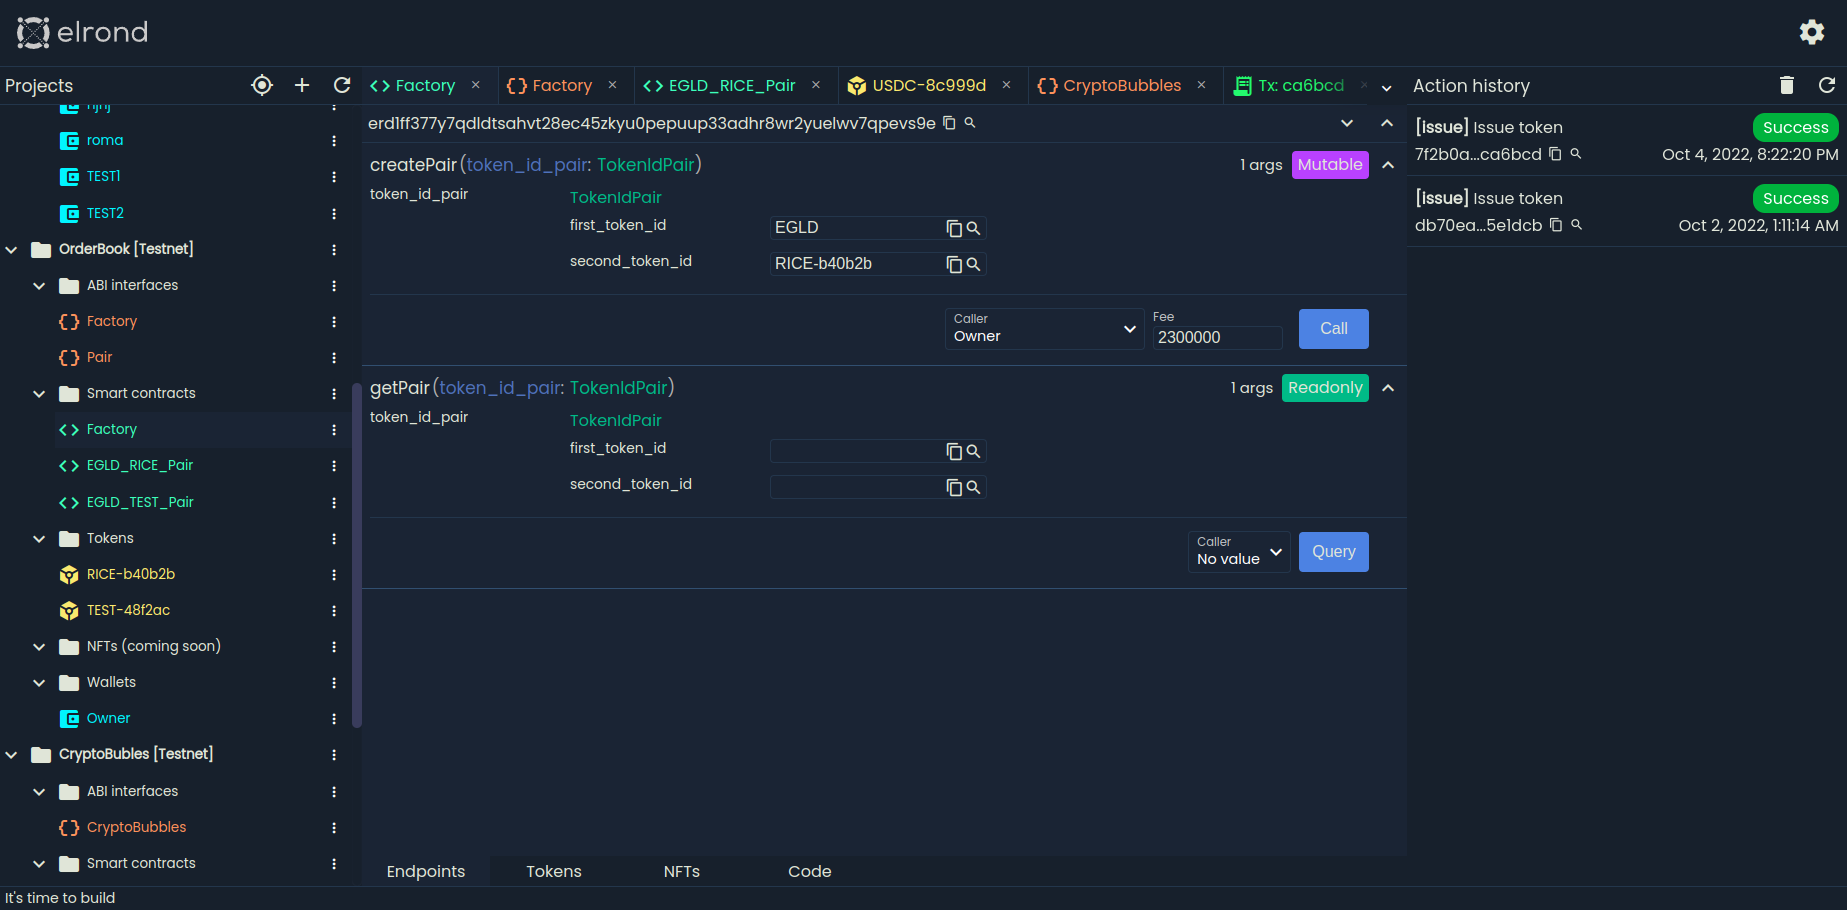 elrond
Projects
njnj
roma
TEST1
TEST2
OrderBook [Testnet]
ABI interfaces
Factory
Pair
Smart contracts
Factory
EGLD_RICE_Pair
EGLD_TEST_Pair
Tokens
RICE-b40b2b
TEST-48f2ac
NFTs (coming soon)
Wallets
Owner
CryptoBubles [Testnet]
ABI interfaces
CryptoBubbles
Smart contracts
Factory × Factory × EGLD_RICE_Pair × USDC-8c999d × CryptoBubbles × Tx: ca6bcd ×
erd1ff377y7qdldtsahvt28ec45zkyu0pepuup33adhr8wr2yuelwv7qpevs9e
createPair(token_id_pair: TokenIdPair) 1 args Mutable
token_id_pair TokenIdPair
first_token_id EGLD
second_token_id RICE-b40b2b
Caller Fee
Owner 2300000 Call
getPair(token_id_pair: TokenIdPair) 1 args Readonly
token_id_pair TokenIdPair
first_token_id
second_token_id
Caller
No value Query
Endpoints Tokens NFTs Code
Action history
[issue] Issue token Success
7f2b0a...ca6bcd Oct 4, 2022, 8:22:20 PM
[issue] Issue token Success
db70ea...5e1dcb Oct 2, 2022, 1:11:14 AM
It's time to build